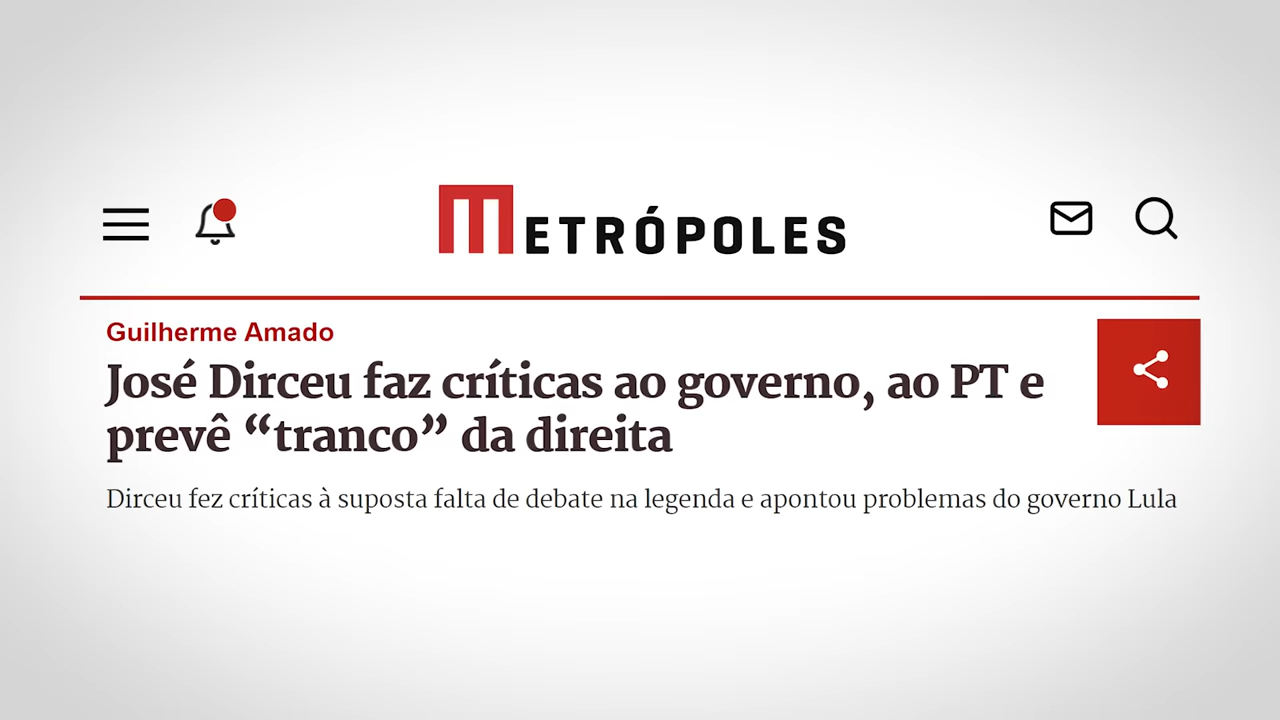 METRÓPOLES
Guilherme Amado
José Dirceu faz críticas ao governo, ao PT e
prevê “tranco” da direita
Dirceu fez críticas à suposta falta de debate na legenda e apontou problemas do governo Lula